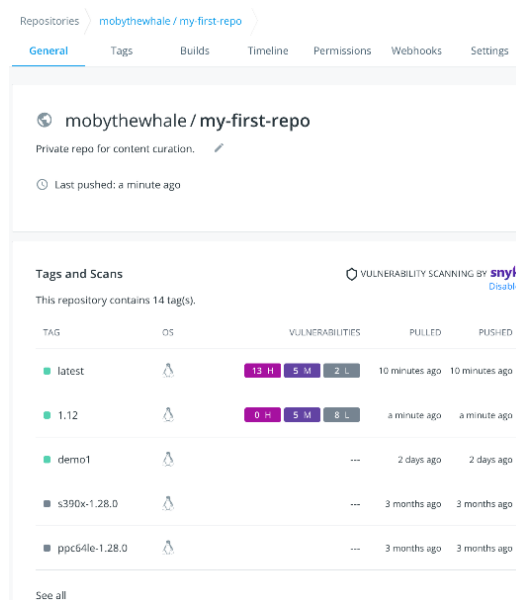 Repositories mobythewhale / my-first-repo
General Tags Builds Timeline Permissions Webhooks Settings
mobythewhale / my-first-repo
Private repo for content curation.
Last pushed: a minute ago
Tags and Scans
VULNERABILITY SCANNING BY snyk
Disable
This repository contains 14 tag(s).
TAG OS VULNERABILITIES PULLED PUSHED
latest 13 H 5 M 2 L 10 minutes ago 10 minutes ago
1.12 0 H 5 M 8 L a minute ago a minute ago
demo1 --- 2 days ago 2 days ago
s390x-1.28.0 --- 3 months ago 3 months ago
ppc64le-1.28.0 --- 3 months ago 3 months ago
See all